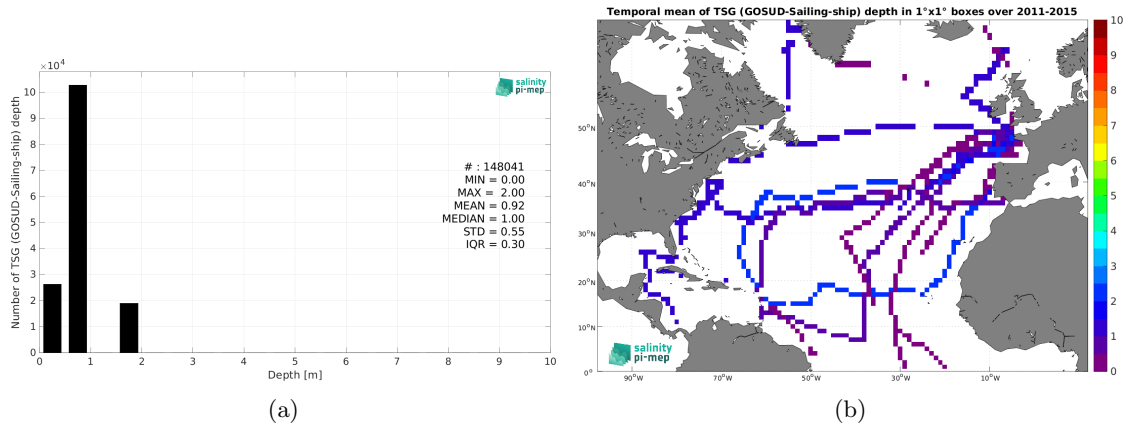 ×10⁴
10
9
8
7
6
5
4
3
2
1
0
Number of TSG (GOSUD-Sailing-ship) depth
salinity
pi-mep
# : 148041
MIN = 0.00
MAX = 2.00
MEAN = 0.92
MEDIAN = 1.00
STD = 0.55
IQR = 0.30
0 1 2 3 4 5 6 7 8 9 10
Depth [m]
(a)
Temporal mean of TSG (GOSUD-Sailing-ship) depth in 1°x1° boxes over 2011-2015
50°N
40°N
30°N
20°N
10°N
0°
90°W 70°W 50°W 30°W 10°W
salinity
pi-mep
10
9
8
7
6
5
4
3
2
1
0
(b)